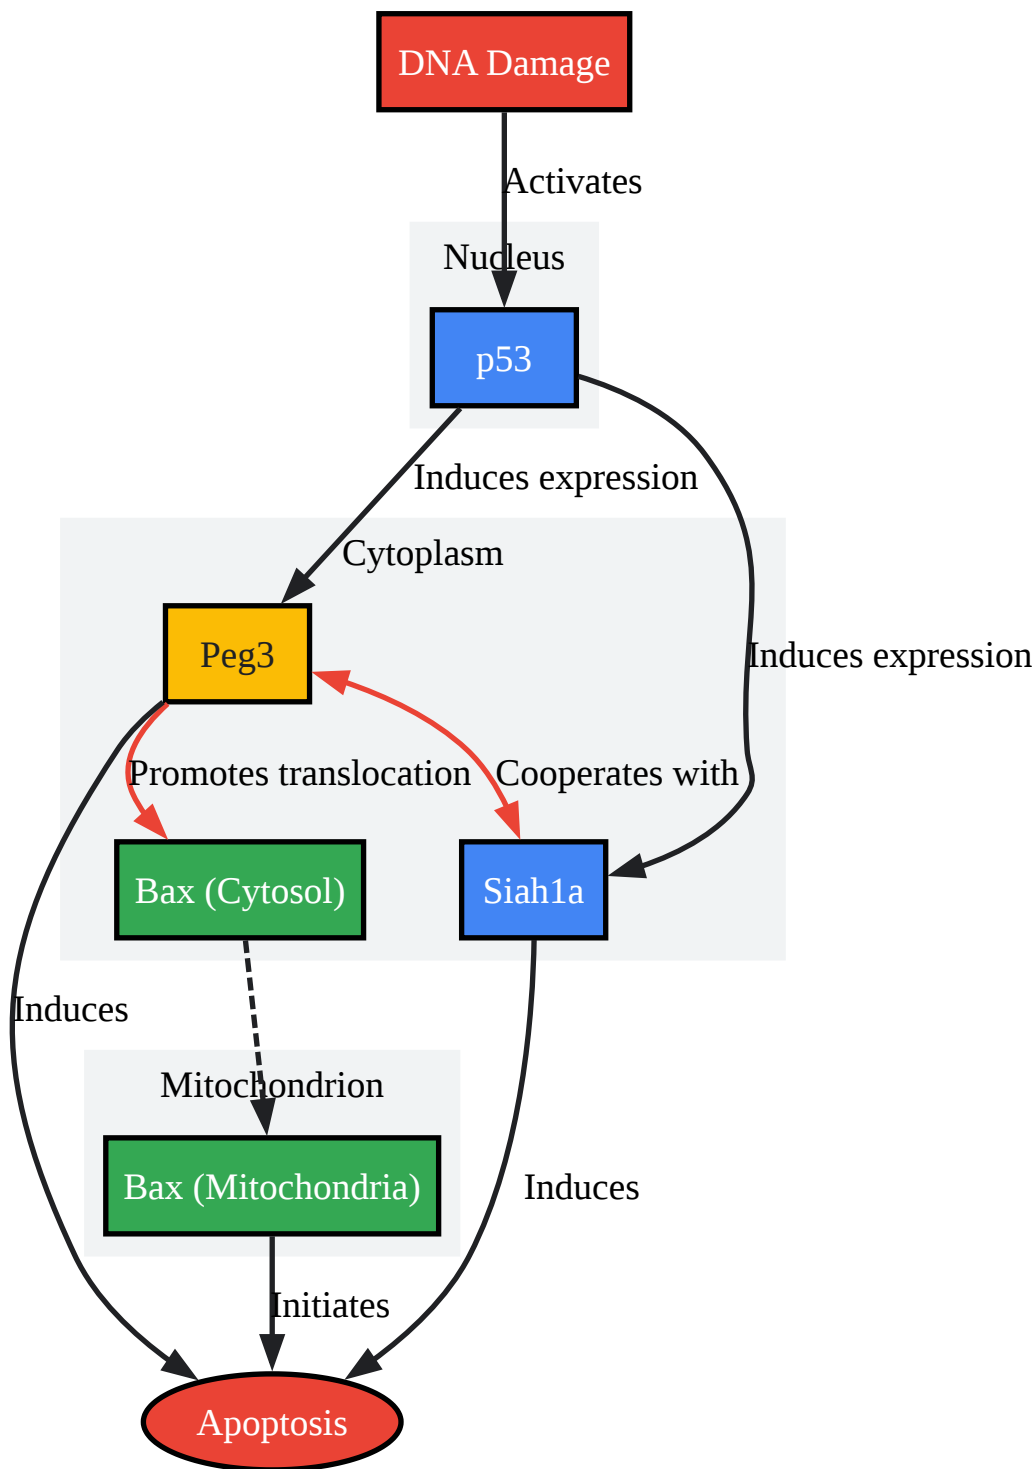 DNA Damage
Activates
Nucleus
p53
Induces expression
Cytoplasm
Peg3
Induces expression
Promotes translocation
Cooperates with
Bax (Cytosol)
Siah1a
Induces
Mitochondrion
Bax (Mitochondria)
Induces
Initiates
Apoptosis